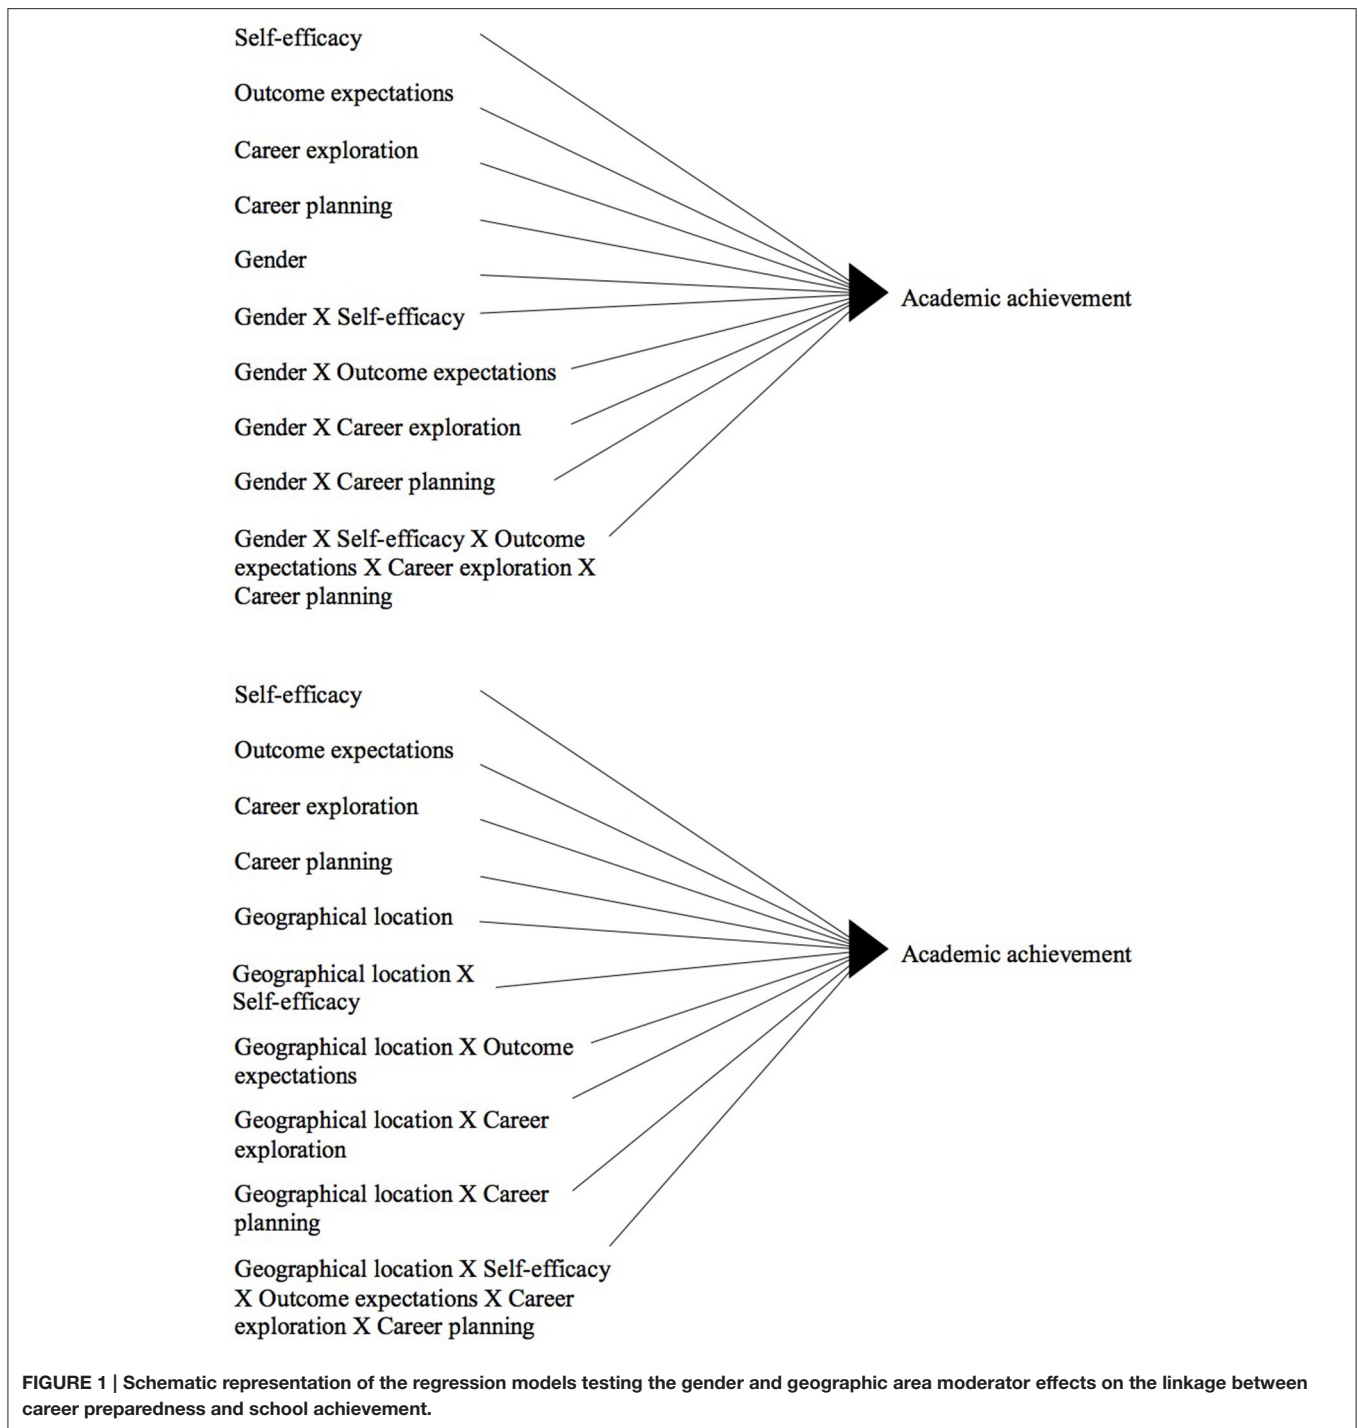 Self-efficacy
Outcome expectations
Career exploration
Career planning
Gender
Gender X Self-efficacy
Gender X Outcome expectations
Gender X Career exploration
Gender X Career planning
Gender X Self-efficacy X Outcome
expectations X Career exploration X
Career planning
Academic achievement
Self-efficacy
Outcome expectations
Career exploration
Career planning
Geographical location
Geographical location X
Self-efficacy
Geographical location X Outcome
expectations
Geographical location X Career
exploration
Geographical location X Career
planning
Geographical location X Self-efficacy
X Outcome expectations X Career
exploration X Career planning
Academic achievement
FIGURE 1 | Schematic representation of the regression models testing the gender and geographic area moderator effects on the linkage between
career preparedness and school achievement.